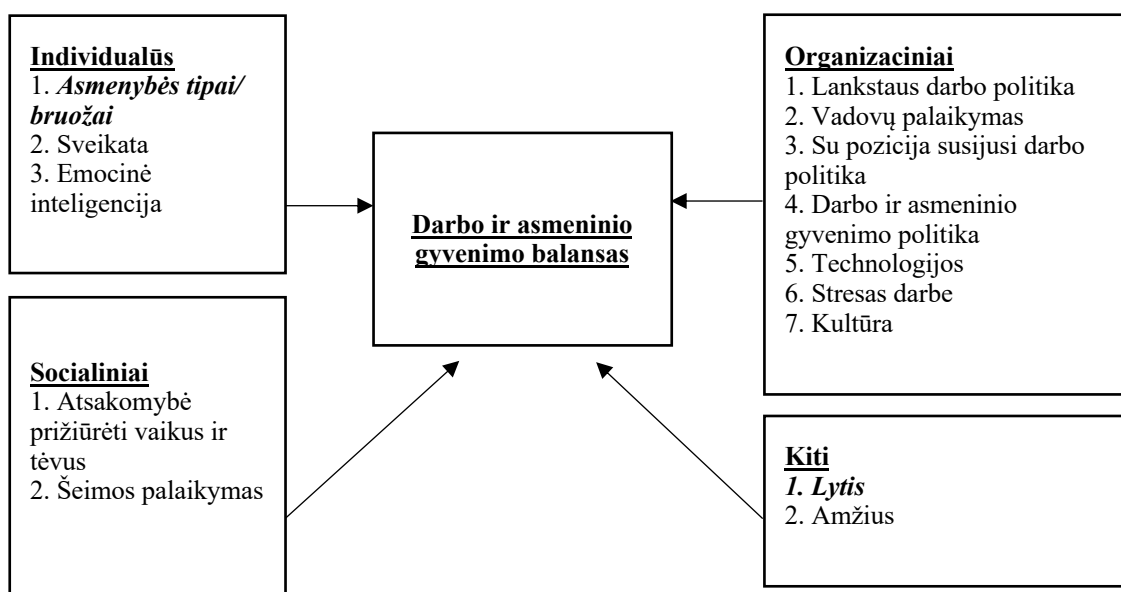 Individualūs
1. Asmenybės tipai/
bruožai
2. Sveikata
3. Emocinė
inteligencija
Socialiniai
1. Atsakomybė
prižiūrėti vaikus ir
tėvus
2. Šeimos palaikymas
Darbo ir asmeninio
gyvenimo balansas
Organizaciniai
1. Lankstaus darbo politika
2. Vadovų palaikymas
3. Su pozicija susijusi darbo
politika
4. Darbo ir asmeninio
gyvenimo politika
5. Technologijos
6. Stresas darbe
7. Kultūra
Kiti
1. Lytis
2. Amžius